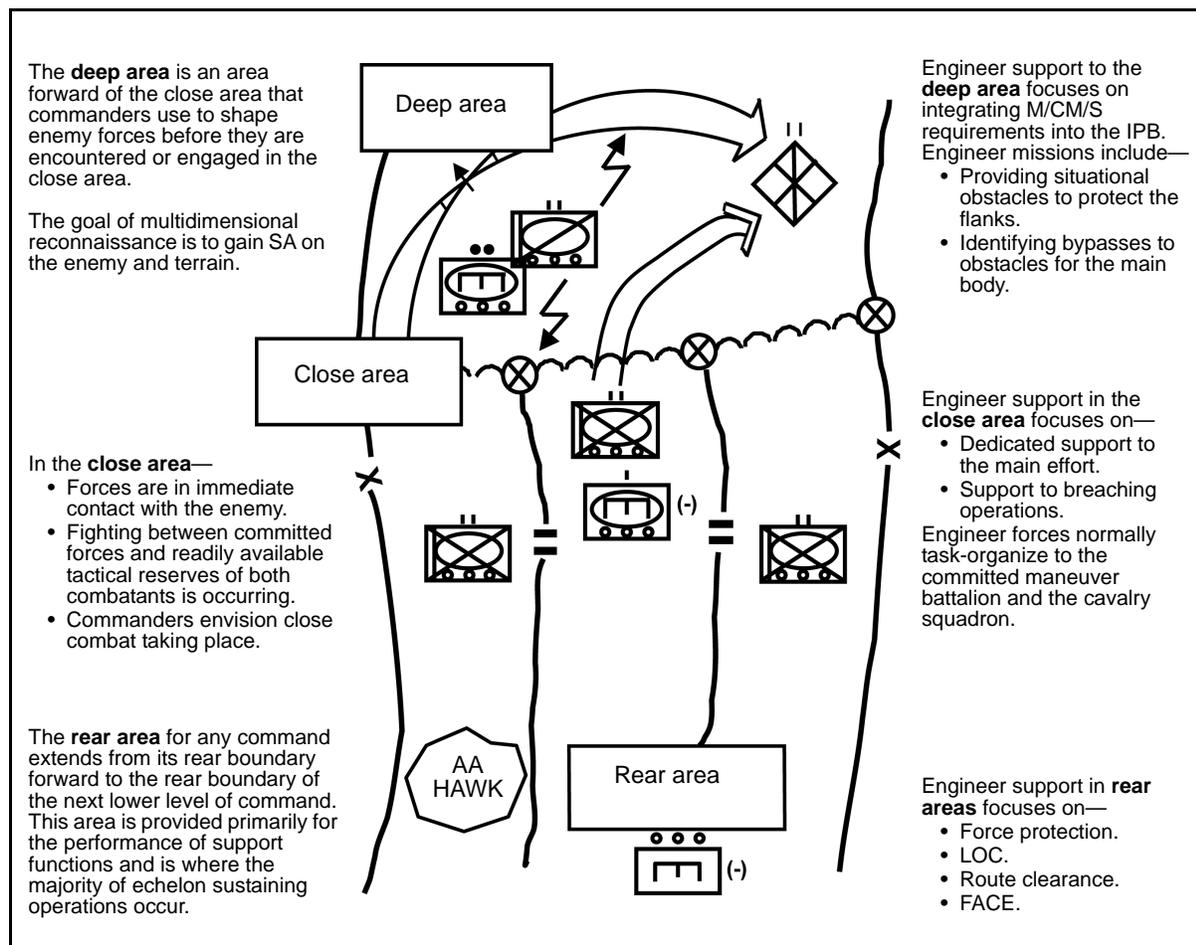 The deep area is an area
forward of the close area that
commanders use to shape
enemy forces before they are
encountered or engaged in the
close area.
The goal of multidimensional
reconnaissance is to gain SA on
the enemy and terrain.
Deep area
Engineer support to the
deep area focuses on
integrating M/CM/S
requirements into the IPB.
Engineer missions include—
• Providing situational
obstacles to protect the
flanks.
• Identifying bypasses to
obstacles for the main
body.
Close area
In the close area—
• Forces are in immediate
contact with the enemy.
• Fighting between committed
forces and readily available
tactical reserves of both
combatants is occurring.
• Commanders envision close
combat taking place.
(-)
Engineer support in the
close area focuses on—
• Dedicated support to
the main effort.
• Support to breaching
operations.
Engineer forces normally
task-organize to the
committed maneuver
battalion and the cavalry
squadron.
The rear area for any command
extends from its rear boundary
forward to the rear boundary of
the next lower level of command.
This area is provided primarily for
the performance of support
functions and is where the
majority of echelon sustaining
operations occur.
AA
HAWK
Rear area
(-)
Engineer support in rear
areas focuses on—
• Force protection.
• LOC.
• Route clearance.
• FACE.